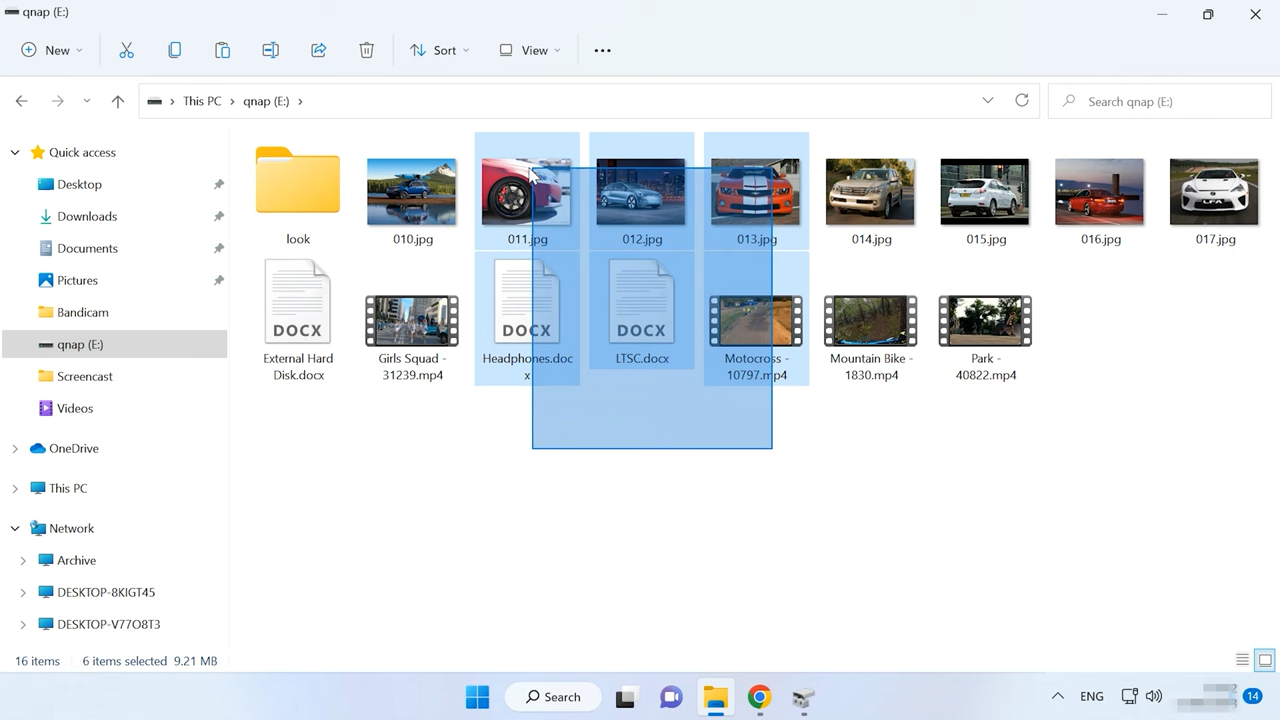 qnap (E:)
New
Sort
View
This PC
qnap (E:)
Search qnap (E:)
Quick access
Desktop
Downloads
Documents
Pictures
Bandicam
qnap (E:)
Screencast
Videos
OneDrive
This PC
Network
Archive
DESKTOP-8KIGT45
DESKTOP-V77O8T3
look
010.jpg
011.jpg
012.jpg
013.jpg
014.jpg
015.jpg
016.jpg
017.jpg
DOCX
DOCX
DOCX
External Hard
Disk.docx
Girls Squad -
31239.mp4
Headphones.doc
x
LTSC.docx
Motocross -
10797.mp4
Mountain Bike -
1830.mp4
Park -
40822.mp4
16 items
6 items selected 9.21 MB
Search
ENG
14